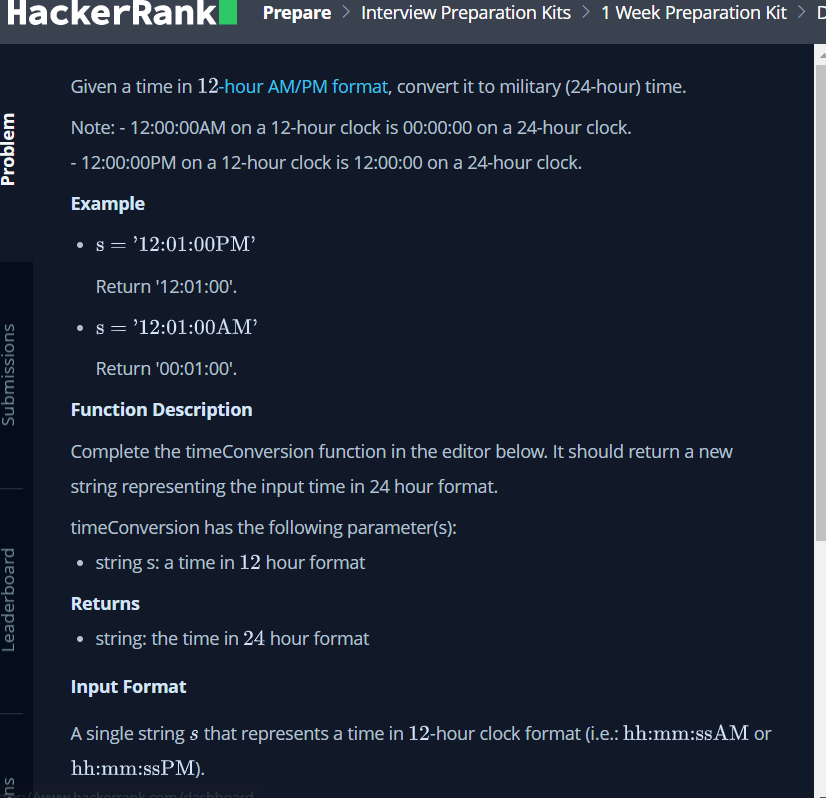 HackerRank Prepare > Interview Preparation Kits > 1 Week Preparation Kit >
Problem
Given a time in 12-hour AM/PM format, convert it to military (24-hour) time.
Note: - 12:00:00AM on a 12-hour clock is 00:00:00 on a 24-hour clock.
- 12:00:00PM on a 12-hour clock is 12:00:00 on a 24-hour clock.
Example
• s = ’12:01:00PM’
Return '12:01:00'.
Submissions
• s = ’12:01:00AM’
Return '00:01:00'.
Function Description
Complete the timeConversion function in the editor below. It should return a new
string representing the input time in 24 hour format.
timeConversion has the following parameter(s):
• string s: a time in 12 hour format
Leaderboard
Returns
• string: the time in 24 hour format
Input Format
A single string s that represents a time in 12-hour clock format (i.e.: hh:mm:ssAM or
hh:mm:ssPM).